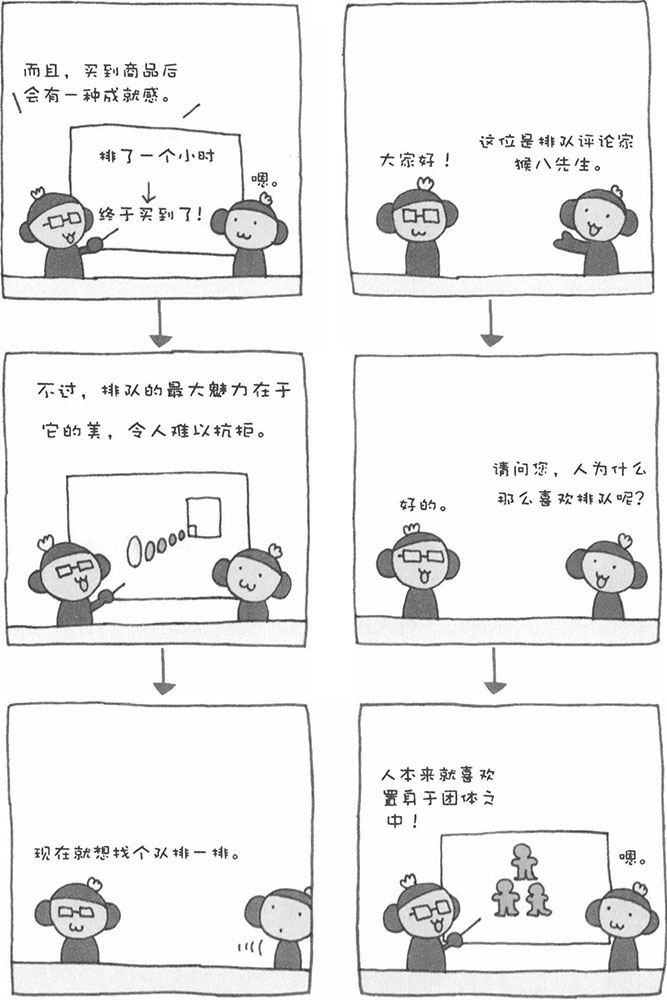 这位是排队评论家
猴八先生。
大家好！
请问您，人为什么
那么喜欢排队呢？
好的。
人本来就喜欢
置身于团体之
中！
嗯。
而且，买到商品后
会有一种成就感。
排了一个小时
终于买到了！
嗯。
不过，排队的最大魅力在于
它的美，令人难以抗拒。
现在就想找个队排一排。